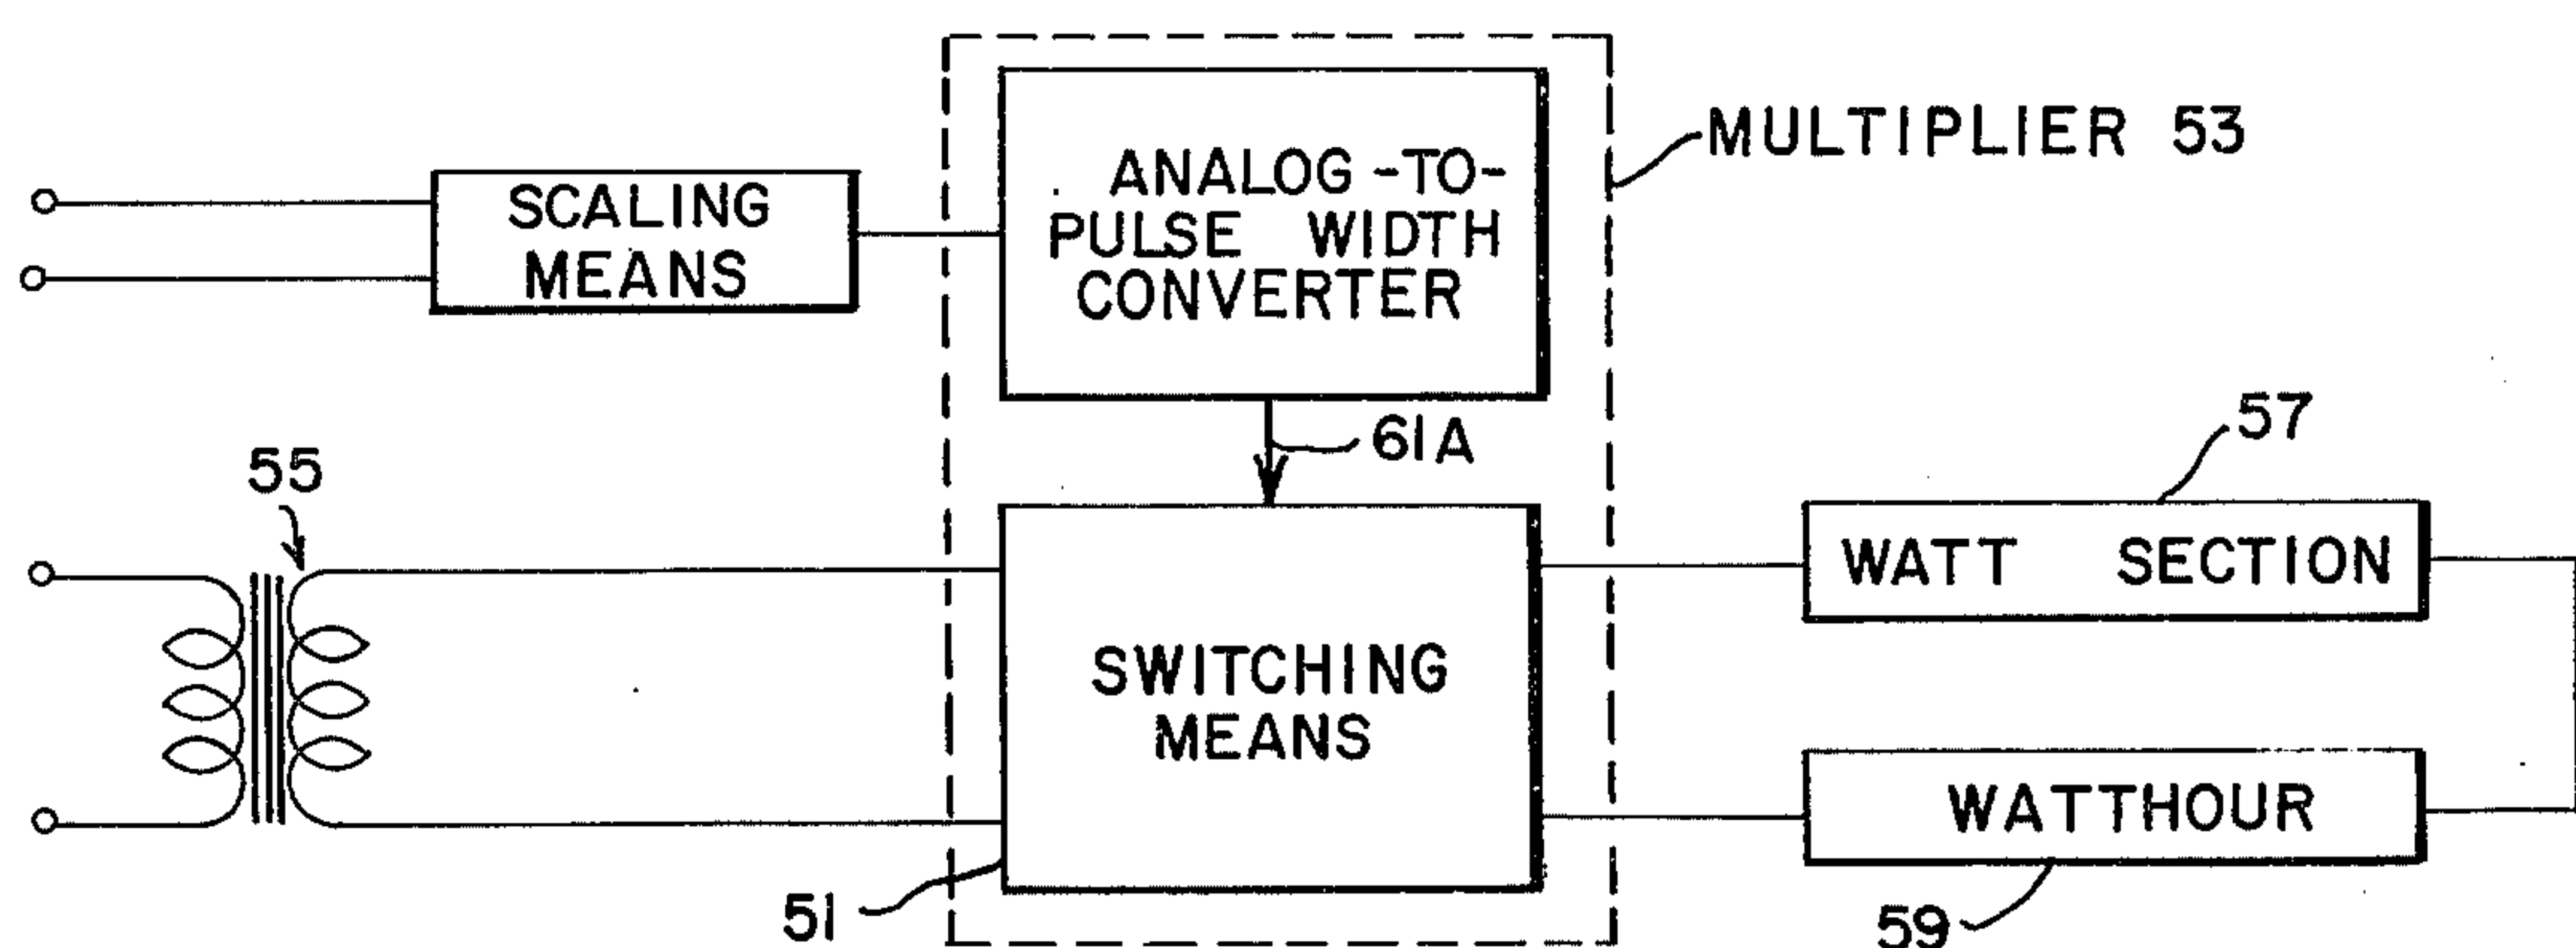 SCALING
MEANS
ANALOG-TO-
PULSE WIDTH
CONVERTER
MULTIPLIER 53
61A
55
57
SWITCHING
MEANS
WATT SECTION
WATTHOUR
51
59